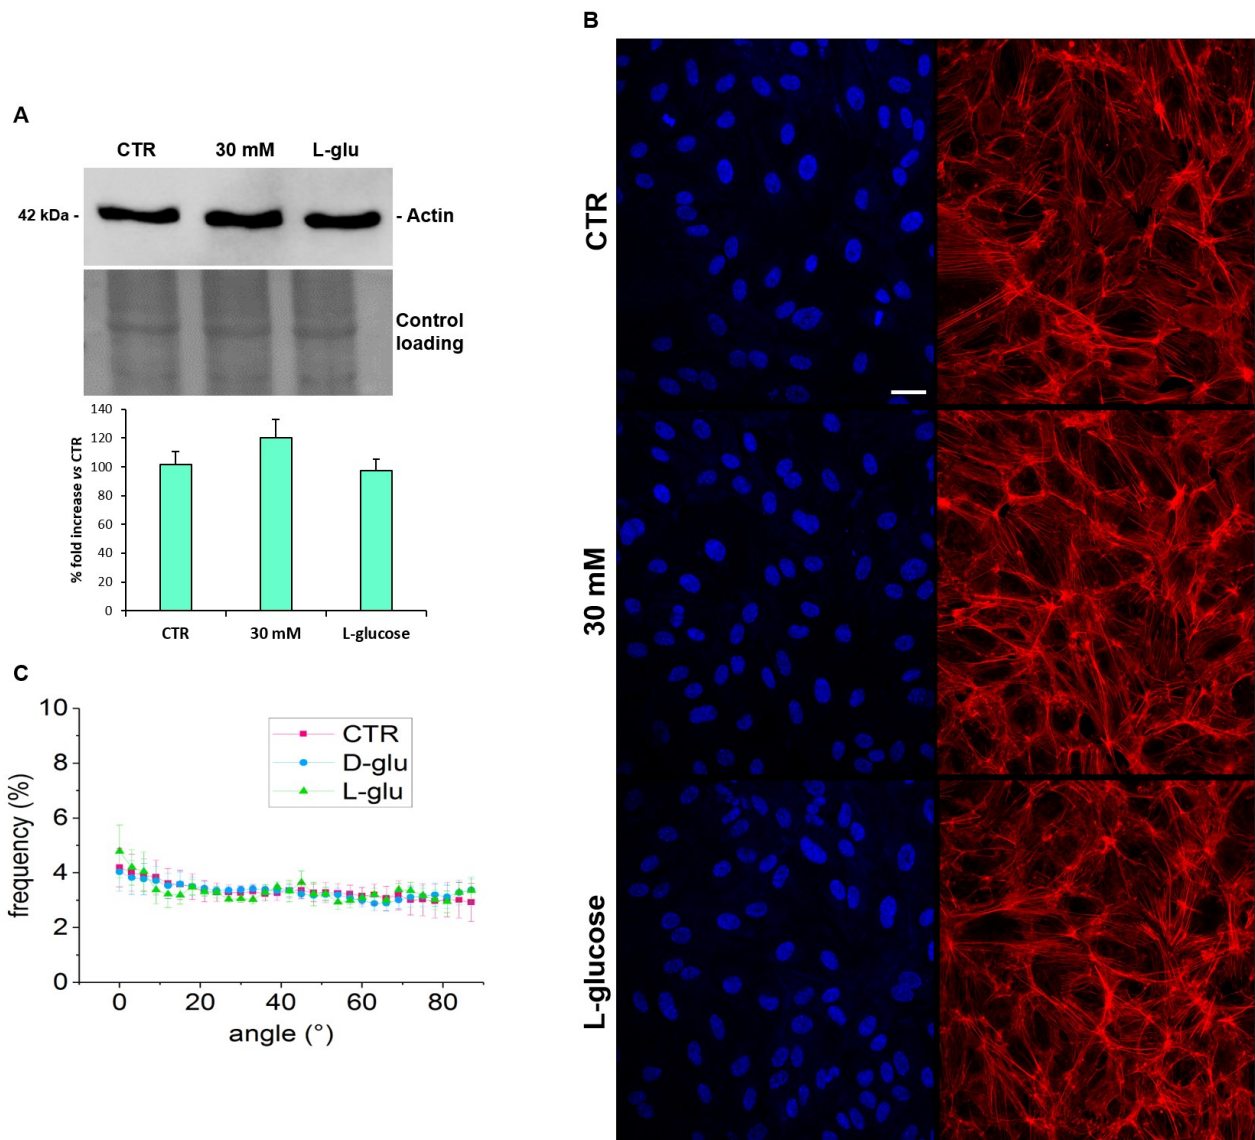 A
CTR 30 mM L-glu
42 kDa - - Actin
Control
loading
140
120
100
80
60
40
20
0
% fold increase vs CTR
CTR 30 mM L-glucose
B
CTR
30 mM
L-glucose
C
10
8
6
4
2
0
frequency (%)
CTR
D-glu
L-glu
0 20 40 60 80
angle (°)